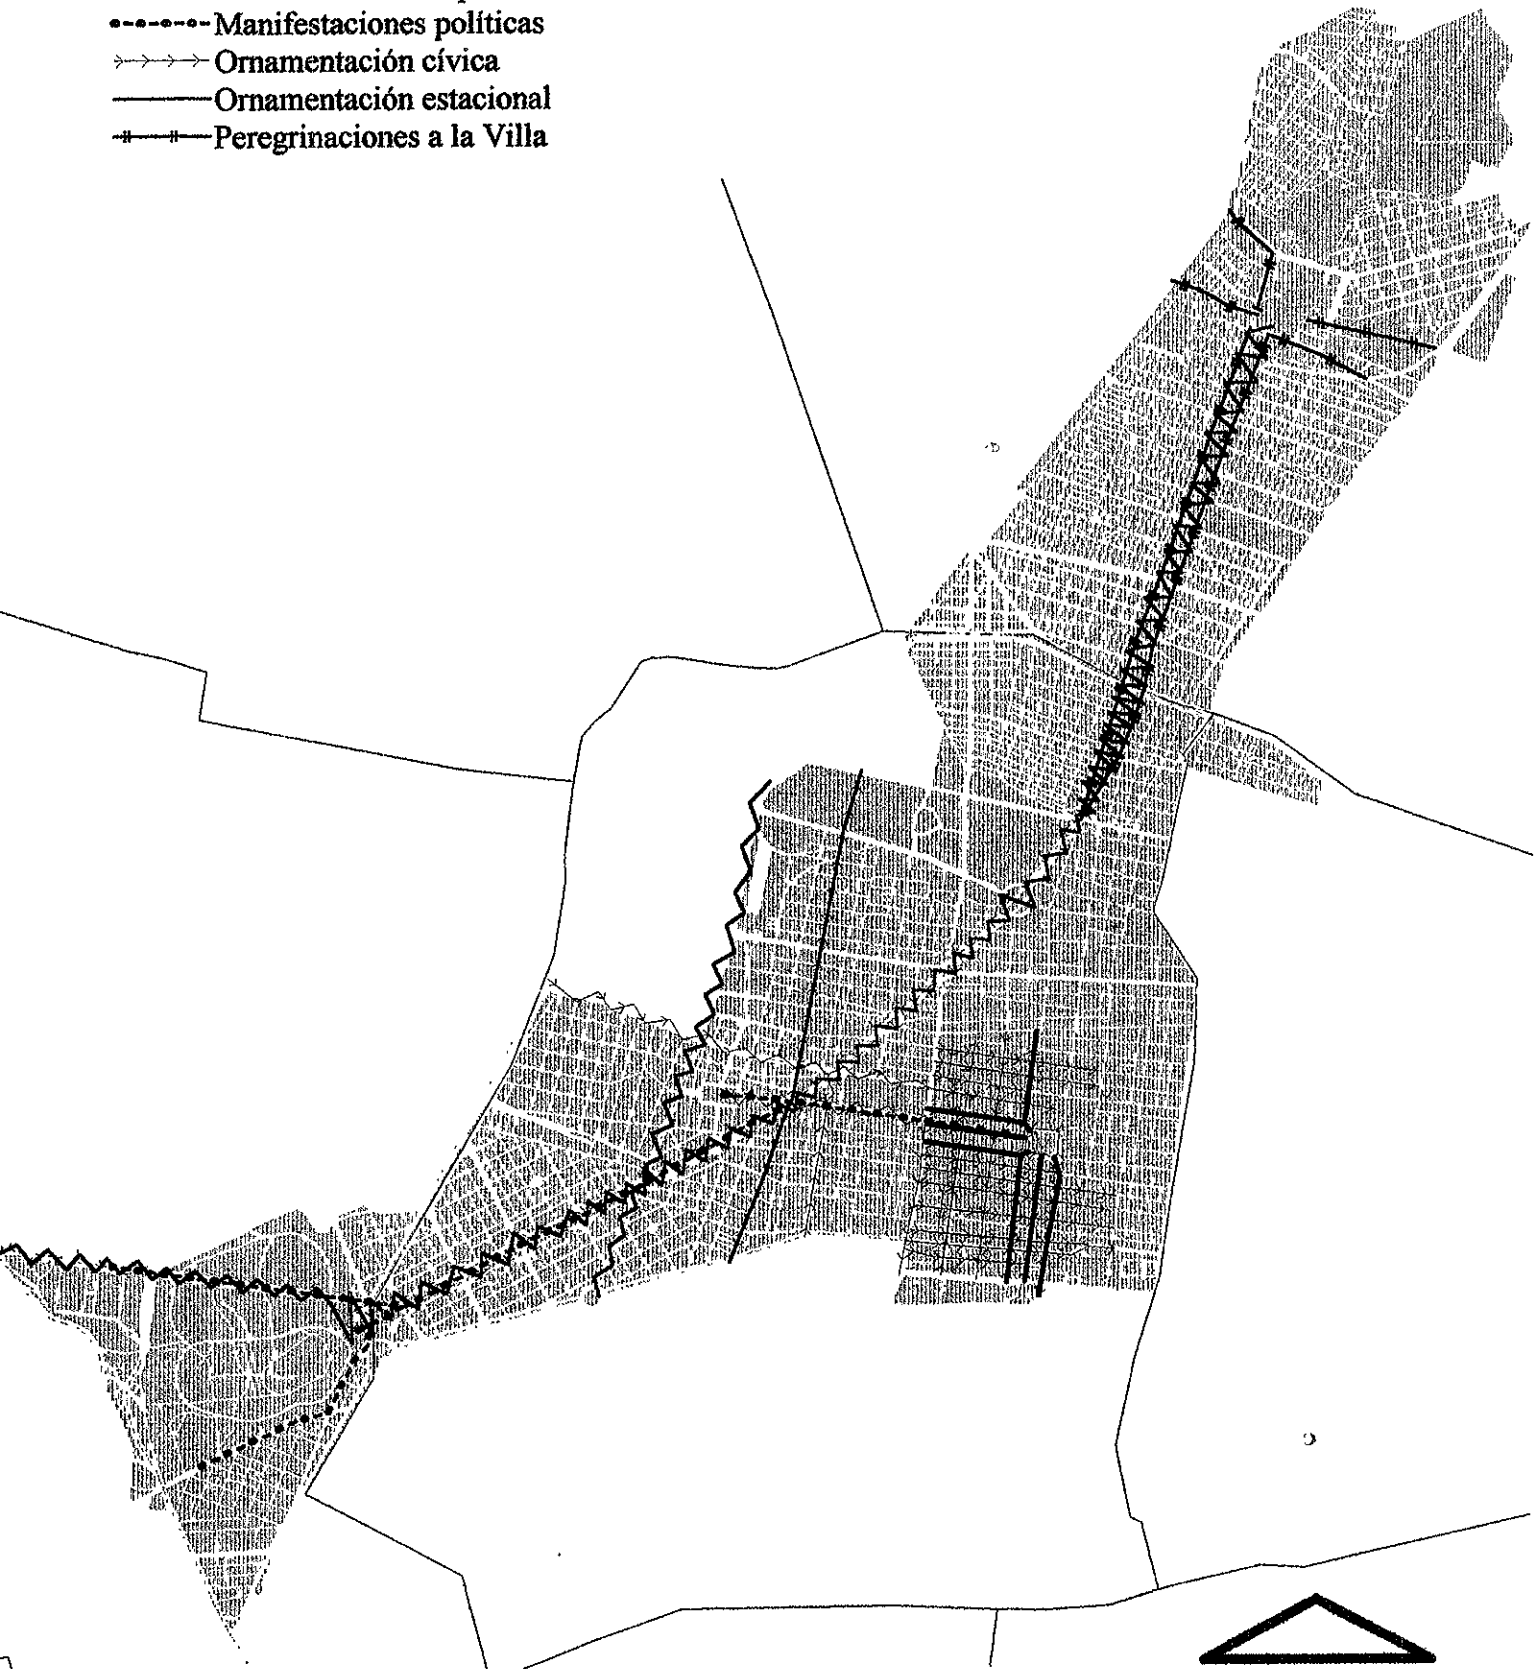 Manifestaciones políticas
Ornamentación cívica
Ornamentación estacional
Peregrinaciones a la Villa